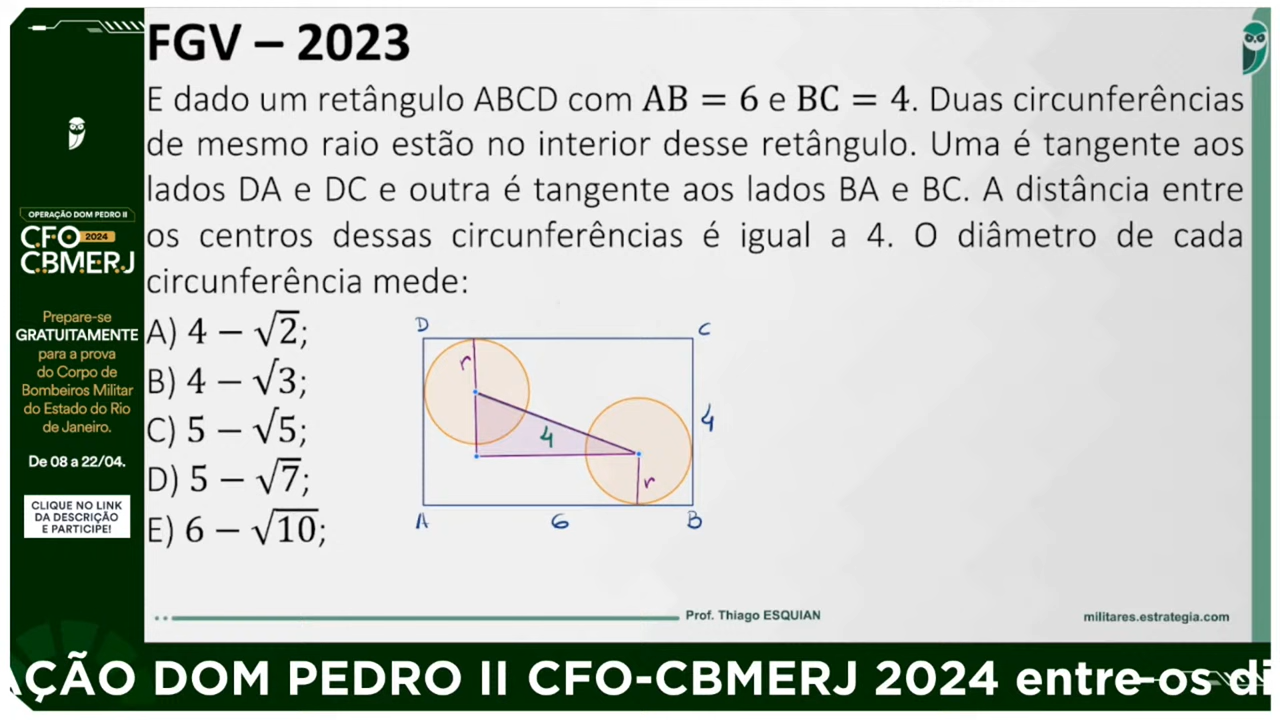 FGV – 2023
E dado um retângulo ABCD com AB = 6 e BC = 4. Duas circunferências
de mesmo raio estão no interior desse retângulo. Uma é tangente aos
lados DA e DC e outra é tangente aos lados BA e BC. A distância entre
os centros dessas circunferências é igual a 4. O diâmetro de cada
circunferência mede:
A) 4 − √2;
B) 4 − √3;
C) 5 − √5;
D) 5 − √7;
E) 6 − √10;
D
C
r
4
4
r
A
6
B
OPERAÇÃO DOM PEDRO II
CFO 2024
CBMERJ
Prepare-se
GRATUITAMENTE
para a prova
do Corpo de
Bombeiros Militar
do Estado do Rio
de Janeiro.
De 08 a 22/04.
CLIQUE NO LINK
DA DESCRIÇÃO
E PARTICIPE!
Prof. Thiago ESQUIAN
militares.estrategia.com
AÇÃO DOM PEDRO II CFO-CBMERJ 2024 entre os di